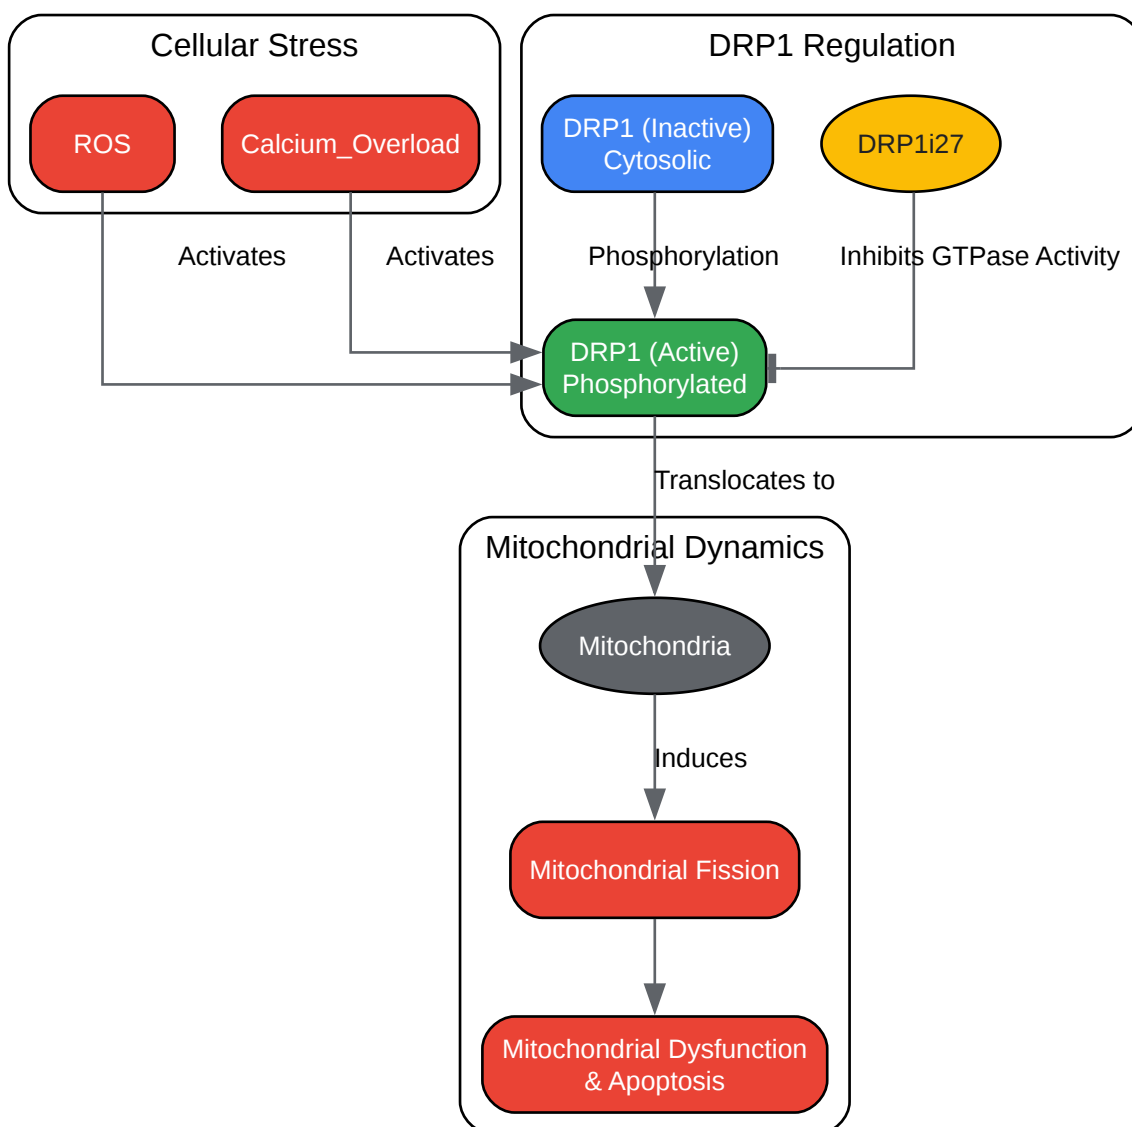 Cellular Stress
DRP1 Regulation
ROS
Calcium_Overload
DRP1 (Inactive)
Cytosolic
DRP1i27
Activates
Activates
Phosphorylation
Inhibits GTPase Activity
DRP1 (Active)
Phosphorylated
Translocates to
Mitochondrial Dynamics
Mitochondria
Induces
Mitochondrial Fission
Mitochondrial Dysfunction
& Apoptosis